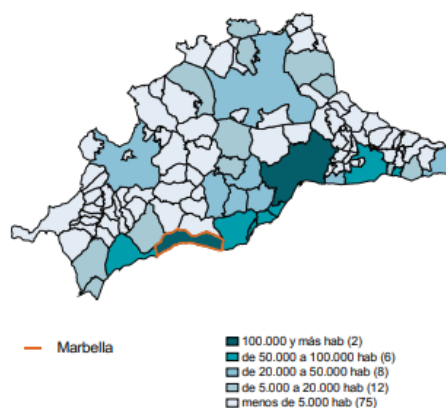 Marbella
100.000 y más hab (2)
de 50.000 a 100.000 hab (6)
de 20.000 a 50.000 hab (8)
de 5.000 a 20.000 hab (12)
menos de 5.000 hab (75)